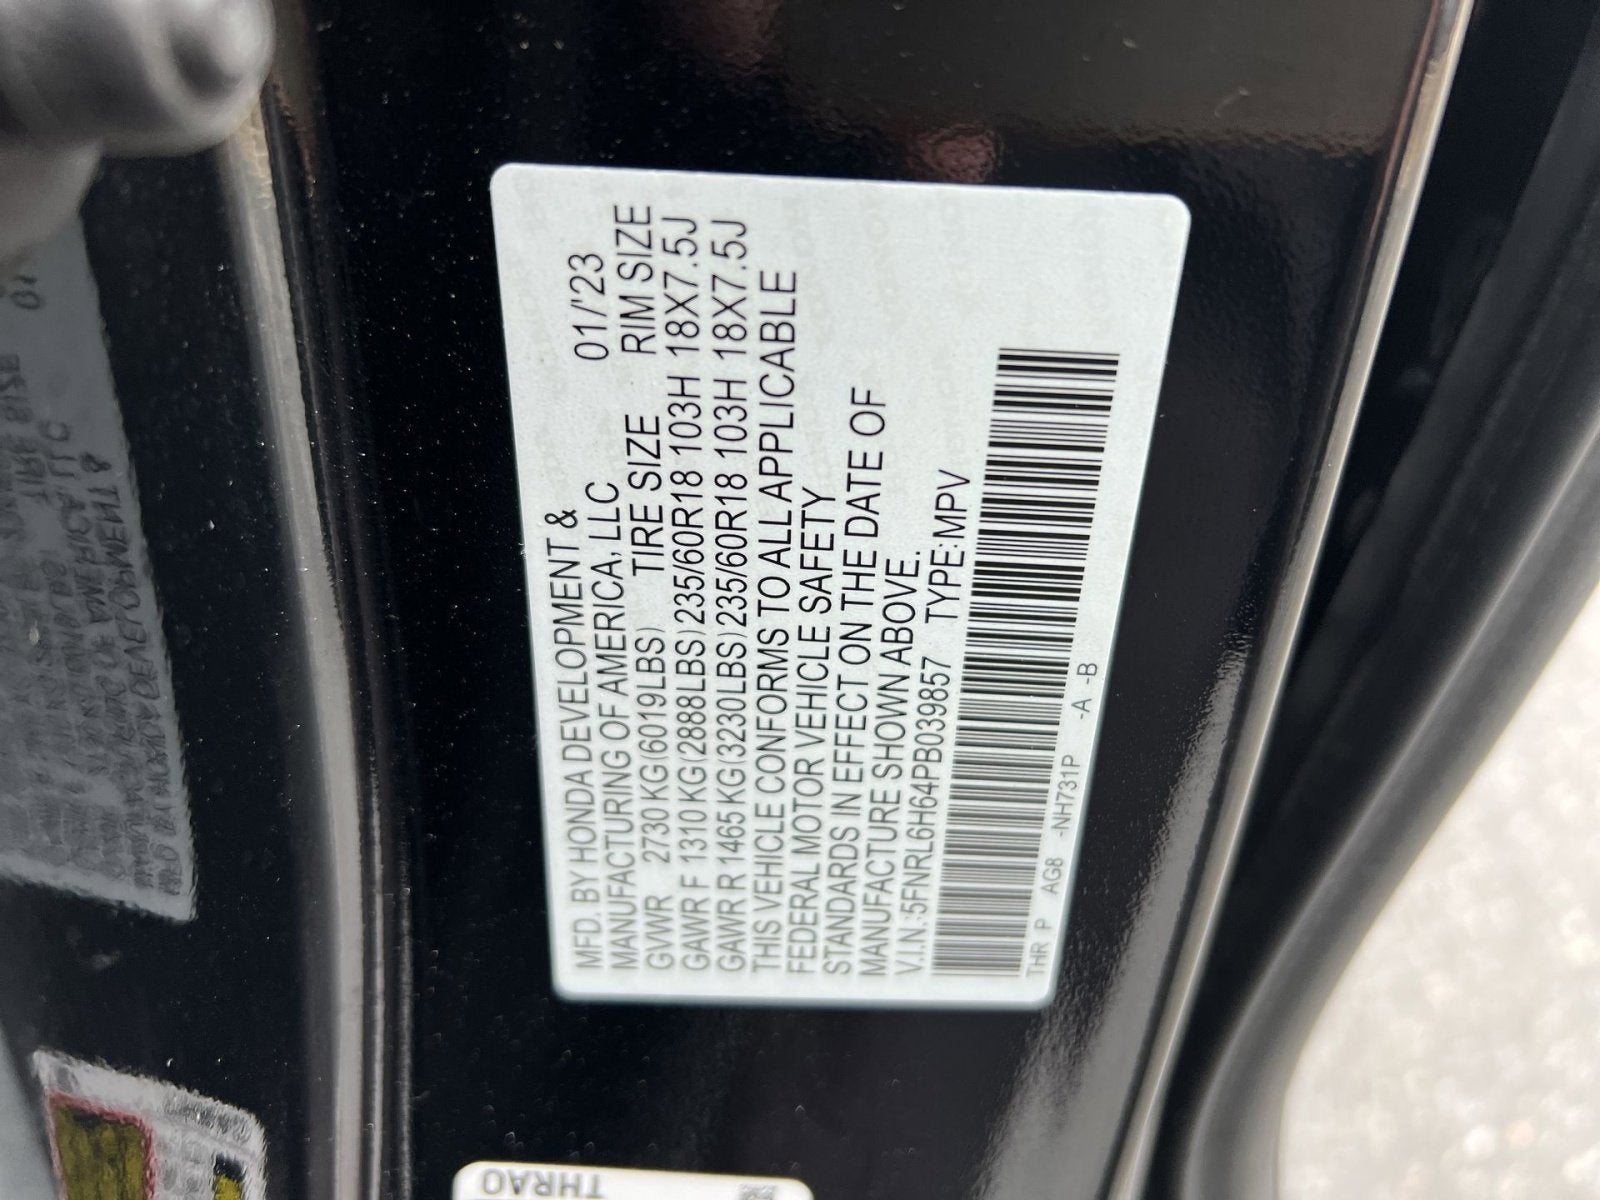 MFD. BY HONDA DEVELOPMENT &
MANUFACTURING OF AMERICA, LLC 01/'23
GVWR 2730 KG(6019LBS) TIRE SIZE RIM SIZE
GAWR F 1310 KG(2888LBS) 235/60R18 103H 18X7.5J
GAWR R 1465 KG(3230LBS) 235/60R18 103H 18X7.5J
THIS VEHICLE CONFORMS TO ALL APPLICABLE
FEDERAL MOTOR VEHICLE SAFETY
STANDARDS IN EFFECT ON THE DATE OF
MANUFACTURE SHOWN ABOVE.
V.I.N.:5FNRL6H64PB039857 TYPE:MPV
THR P AG8 -NH731P -A -B
THRAO